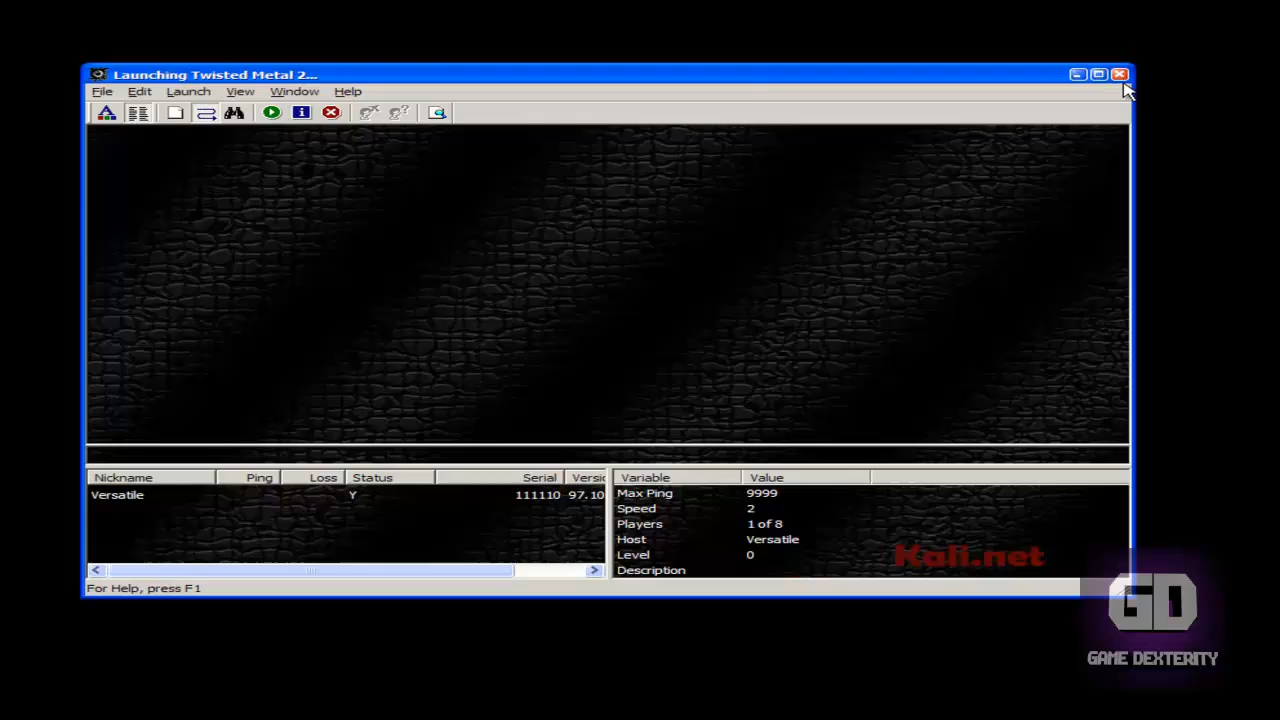 Launching Twisted Metal 2...
File Edit Launch View Window Help
Nickname Ping Loss Status Serial Versic
Versatile Y 111110 97.10
Variable Value
Max Ping 9999
Speed 2
Players 1 of 8
Host Versatile
Level 0
Description
Kali.net
For Help, press F1
GD
GAME DEXTERITY